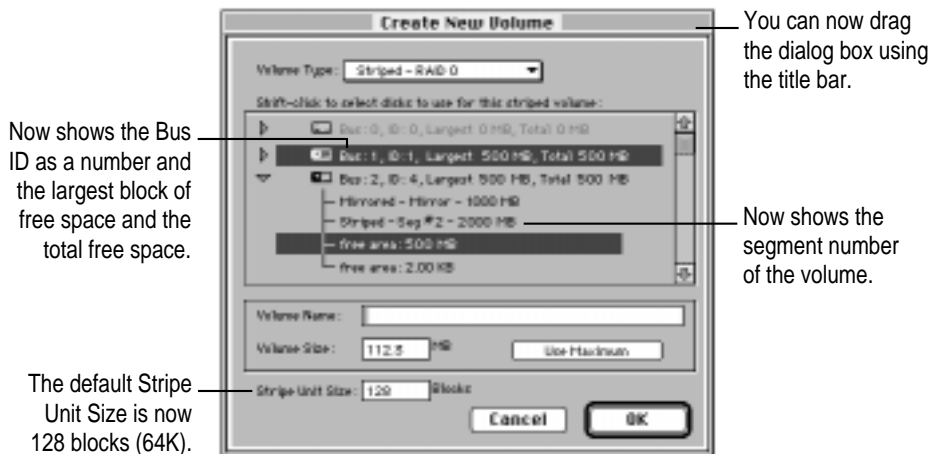 Create New Volume
You can now drag
the dialog box using
the title bar.
Volume Type: Striped - RAID 0
Shift-click to select disks to use for this striped volume:
Now shows the Bus
ID as a number and
the largest block of
free space and the
total free space.
Bus: 0, ID: 0, Largest 0 MB, Total 0 MB
Bus: 1, ID: 1, Largest 500 MB, Total 500 MB
Bus: 2, ID: 4, Largest 500 MB, Total 500 MB
Mirrored - Mirror - 1000 MB
Striped - Seg #2 - 2000 MB
free area: 500 MB
free area: 2.00 KB
Now shows the
segment number
of the volume.
Volume Name:
Volume Size: 112.5 MB
Use Maximum
The default Stripe
Unit Size is now
128 blocks (64K).
Stripe Unit Size: 128 Blocks
Cancel
OK